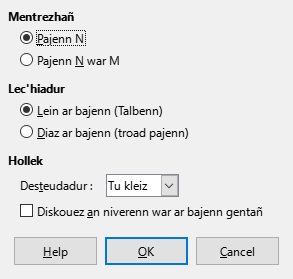 Mentrezhañ
Pajenn N
Pajenn N war M
Lec'hiadur
Lein ar bajenn (Talbenn)
Diaz ar bajenn (troad pajenn)
Hollek
Desteudadur : Tu kleiz
Diskouez an niverenn war ar bajenn gentañ
Help OK Cancel